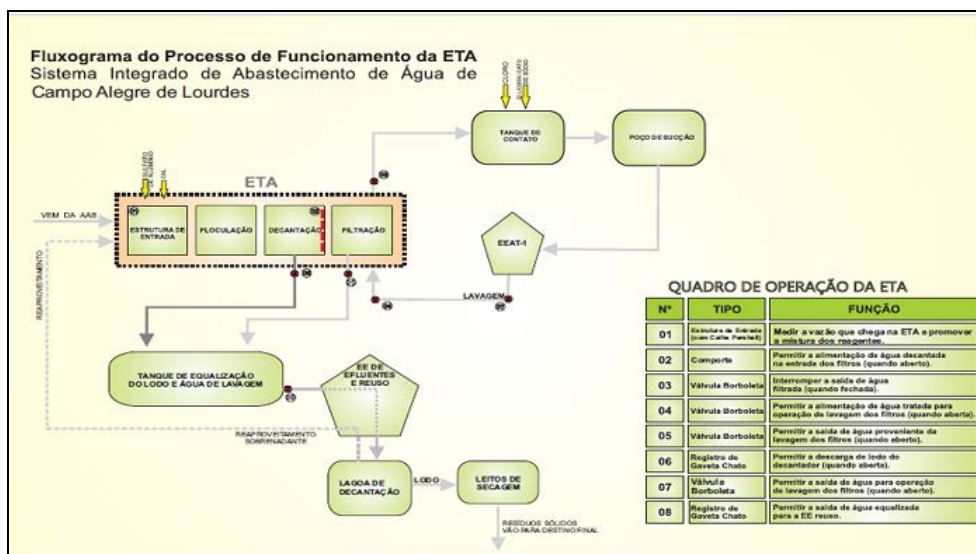 Fluxograma do Processo de Funcionamento da ETA
Sistema Integrado de Abastecimento de Água de
Campo Alegre de Lourdes
CLORO
TANQUE DE
CONTATO
POÇO DE SUCÇÃO
SULFATO
DE ALUMÍNIO
CAL
ETA
VEM DA AAB
ESTRUTURA DE
ENTRADA
FLOCULAÇÃO
DECANTAÇÃO
FILTRAÇÃO
EEAT-1
REAPROVEITAMENTO
LAVAGEM
TANQUE DE EQUALIZAÇÃO
DO LODO E ÁGUA DE LAVAGEM
EE DE
EFLUENTES
E REUSO
REAPROVEITAMENTO
SOBRENADANTE
LAGOA DE
DECANTAÇÃO
LODO
LEITOS DE
SECAGEM
RESÍDUOS SÓLIDOS
VÃO PARA DESTINO FINAL
QUADRO DE OPERAÇÃO DA ETA
Nº TIPO FUNÇÃO
01 Estrutura de Entrada
(com Calha Parshall)
Medir a vazão que chega na ETA e promover
a mistura dos reagentes.
02 Comporta
Permitir a alimentação de água decantada
na entrada dos filtros (quando aberto).
03 Válvula Borboleta
Interromper a saída de água
filtrada (quando fechada).
04 Válvula Borboleta
Permitir a alimentação de água tratada para
operação de lavagem dos filtros (quando aberto).
05 Válvula Borboleta
Permitir a saída de água proveniente da
lavagem dos filtros (quando aberto).
06 Registro de
Gaveta Chato
Permitir a descarga de lodo do
decantador (quando aberta).
07 Válvula
Borboleta
Permitir a saída de água para operação
de lavagem dos filtros (quando aberto).
08 Registro de
Gaveta Chato
Permitir a saída de água equalizada
para a EE reuso.